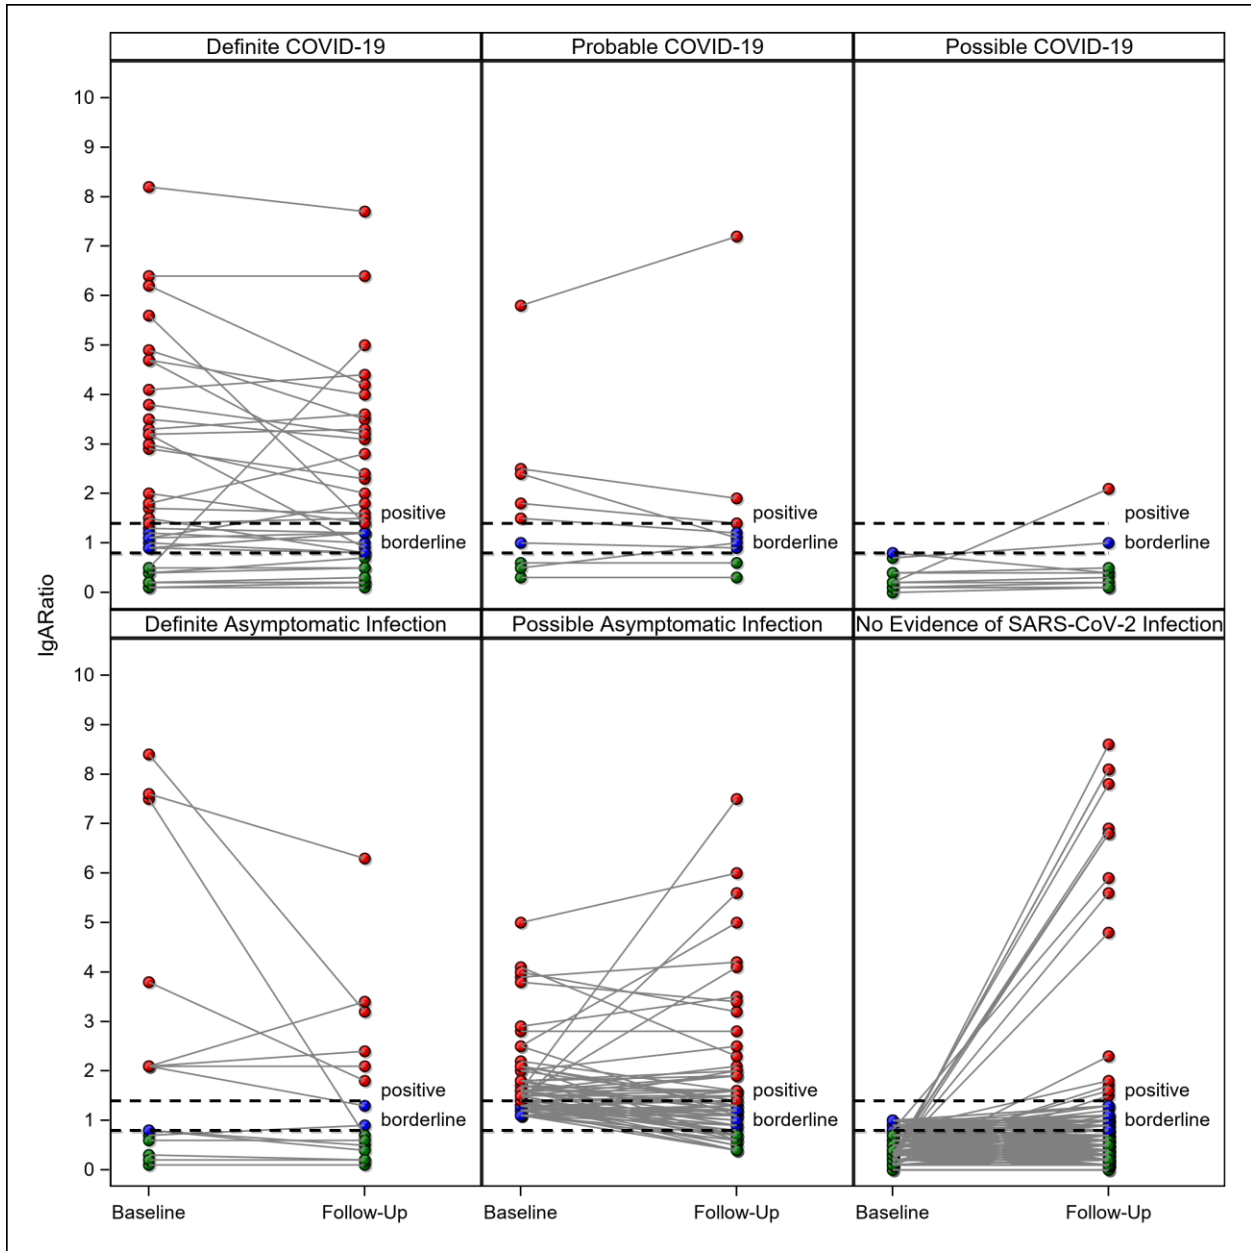 Definite COVID-19 Probable COVID-19 Possible COVID-19
10
9
8
7
6
5
4
3
2
1
0
positive
borderline
positive
borderline
positive
borderline
IgARatio
Definite Asymptomatic Infection Possible Asymptomatic Infection No Evidence of SARS-CoV-2 Infection
10
9
8
7
6
5
4
3
2
1
0
positive
borderline
positive
borderline
positive
borderline
Baseline Follow-Up Baseline Follow-Up Baseline Follow-Up